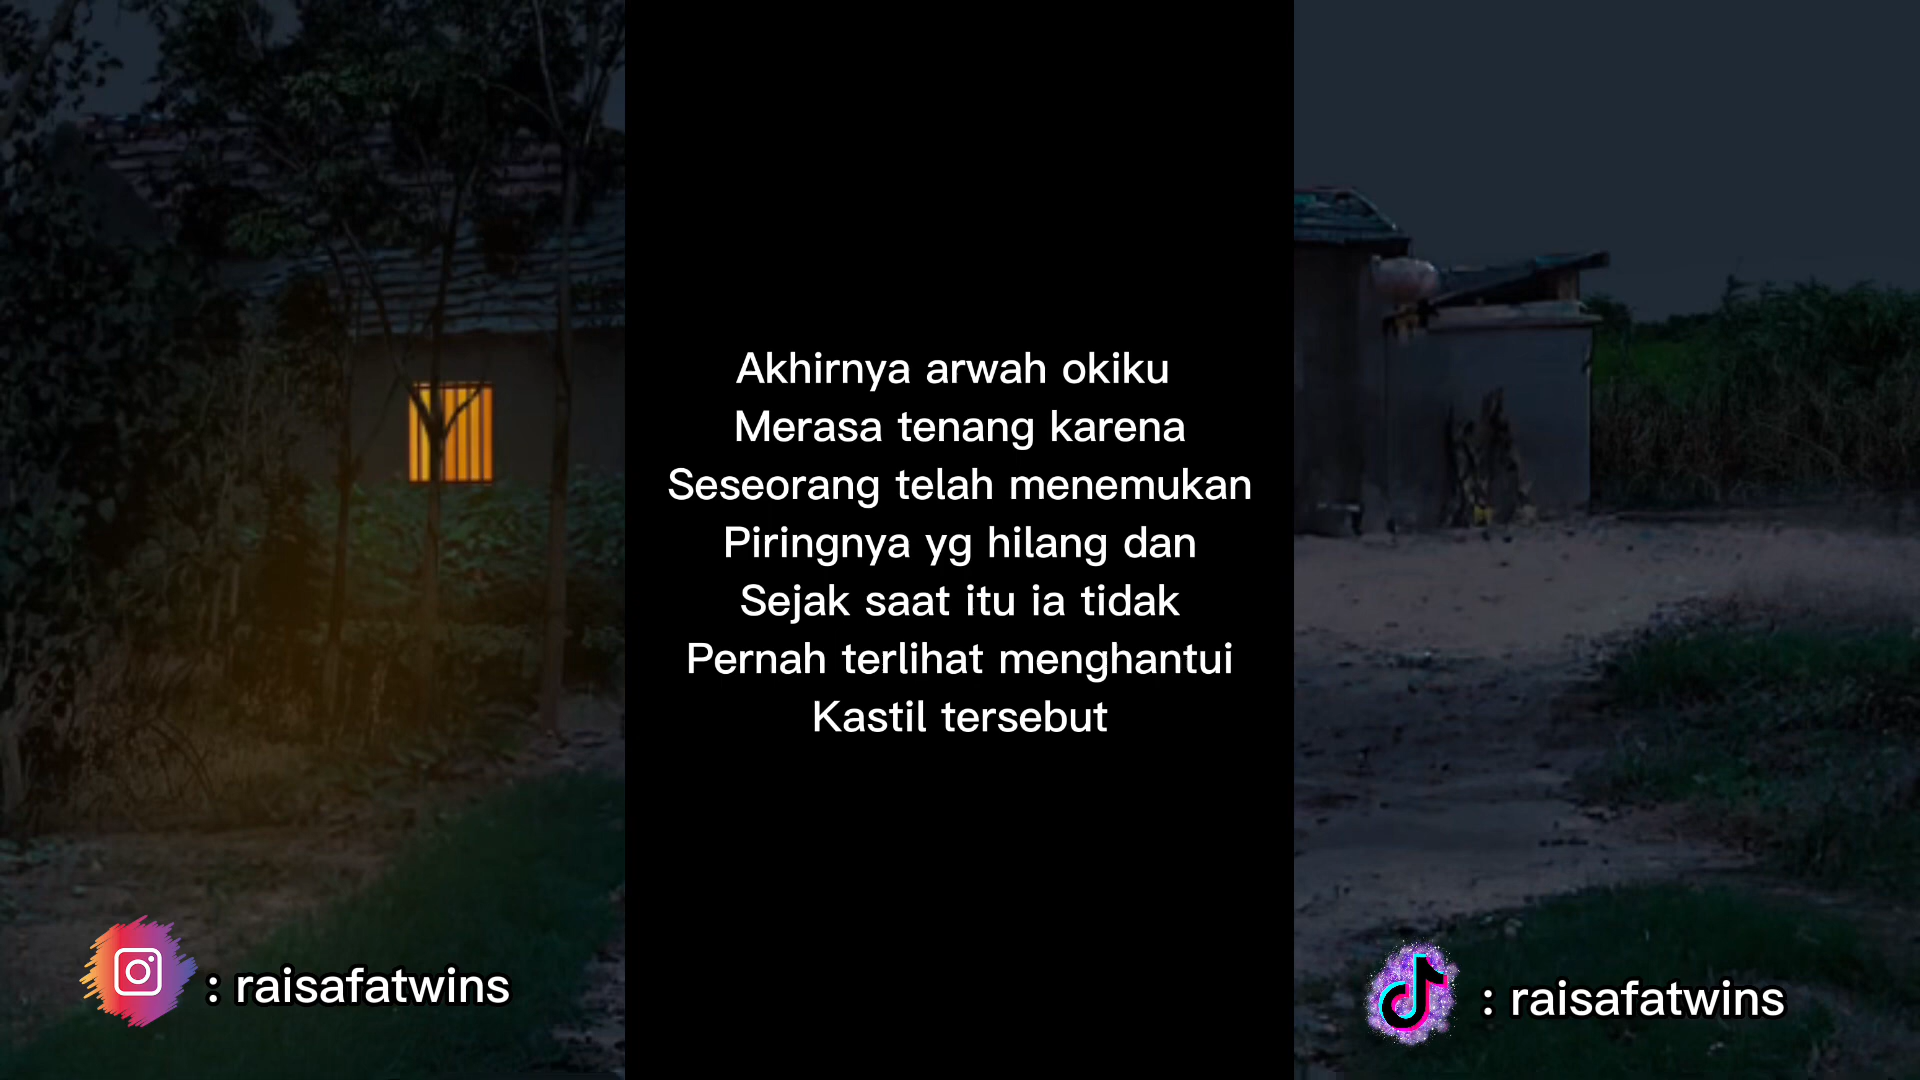 Akhirnya arwah okiku
Merasa tenang karena
Seseorang telah menemukan
Piringnya yg hilang dan
Sejak saat itu ia tidak
Pernah terlihat menghantui
Kastil tersebut
: raisafatwins
: raisafatwins